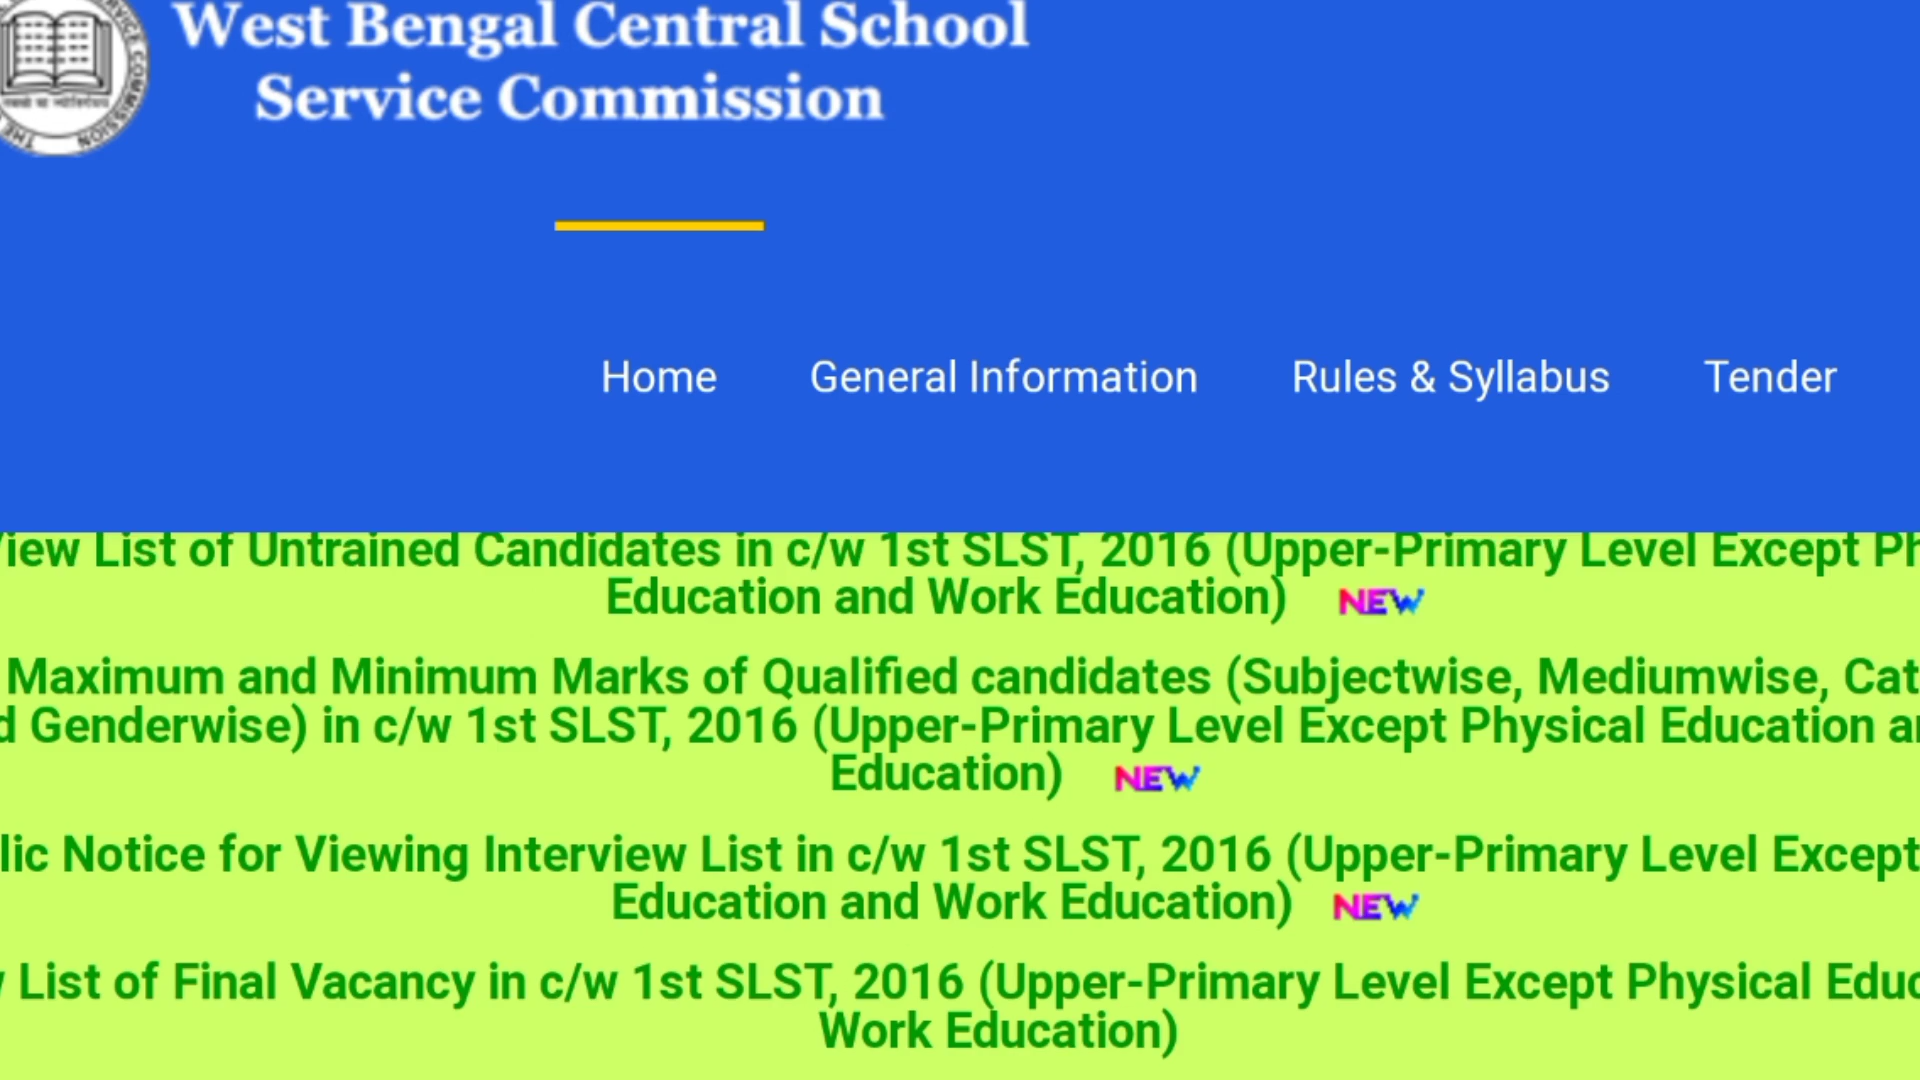 West Bengal Central School
Service Commission
Home General Information Rules & Syllabus Tender
iew List of Untrained Candidates in c/w 1st SLST, 2016 (Upper-Primary Level Except Ph
Education and Work Education) NEW
Maximum and Minimum Marks of Qualified candidates (Subjectwise, Mediumwise, Cat
d Genderwise) in c/w 1st SLST, 2016 (Upper-Primary Level Except Physical Education a
Education) NEW
lic Notice for Viewing Interview List in c/w 1st SLST, 2016 (Upper-Primary Level Except
Education and Work Education) NEW
List of Final Vacancy in c/w 1st SLST, 2016 (Upper-Primary Level Except Physical Educ
Work Education)